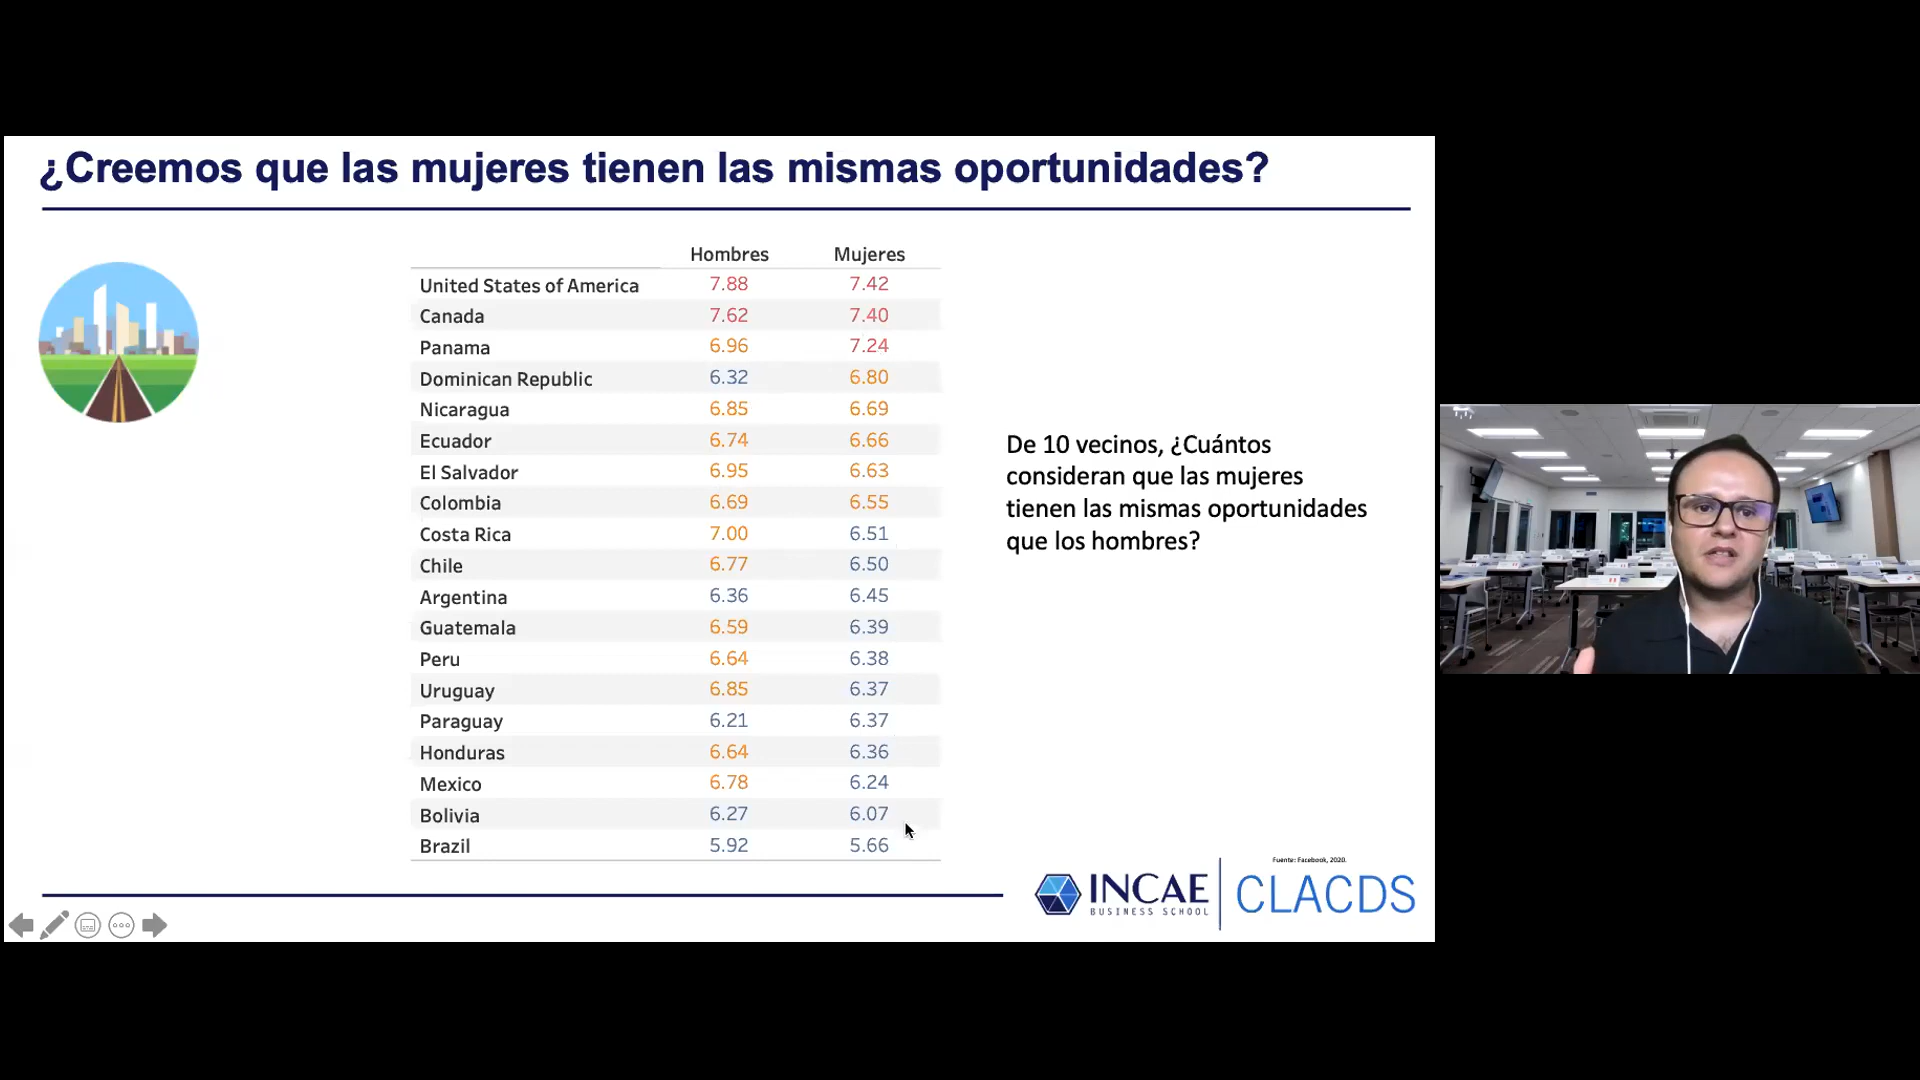 ¿Creemos que las mujeres tienen las mismas oportunidades?
Hombres Mujeres
United States of America 7.88 7.42
Canada 7.62 7.40
Panama 6.96 7.24
Dominican Republic 6.32 6.80
Nicaragua 6.85 6.69
Ecuador 6.74 6.66
El Salvador 6.95 6.63
Colombia 6.69 6.55
Costa Rica 7.00 6.51
Chile 6.77 6.50
Argentina 6.36 6.45
Guatemala 6.59 6.39
Peru 6.64 6.38
Uruguay 6.85 6.37
Paraguay 6.21 6.37
Honduras 6.64 6.36
Mexico 6.78 6.24
Bolivia 6.27 6.07
Brazil 5.92 5.66
De 10 vecinos, ¿Cuántos
consideran que las mujeres
tienen las mismas oportunidades
que los hombres?
Fuente: Facebook, 2020.
INCAE
BUSINESS SCHOOL
CLACDS